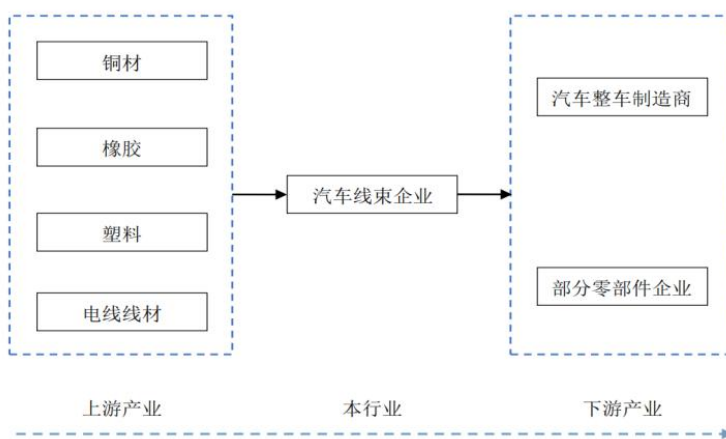 铜材
橡胶
塑料
电线线材
汽车线束企业
汽车整车制造商
部分零部件企业
上游产业
本行业
下游产业